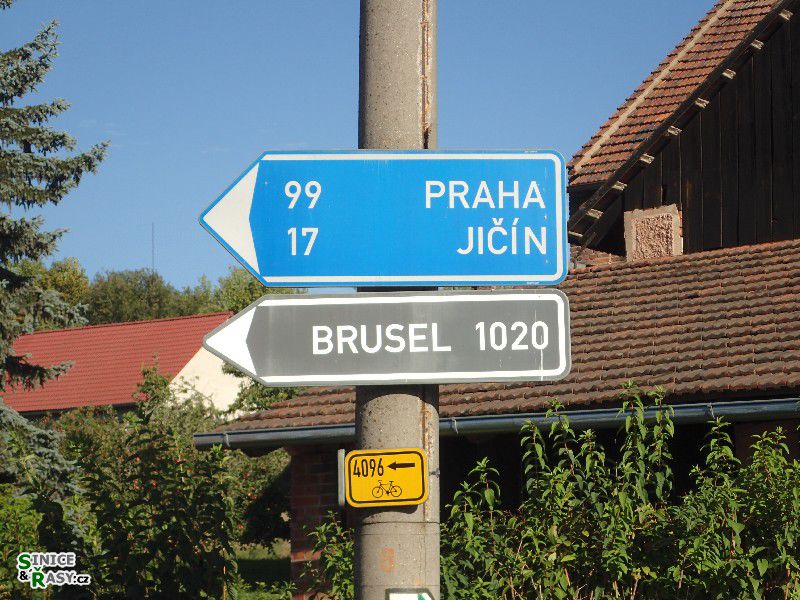 99 PRAHA
17 JIČÍN
BRUSEL 1020
4096
SINICE
&ŘASY.cz